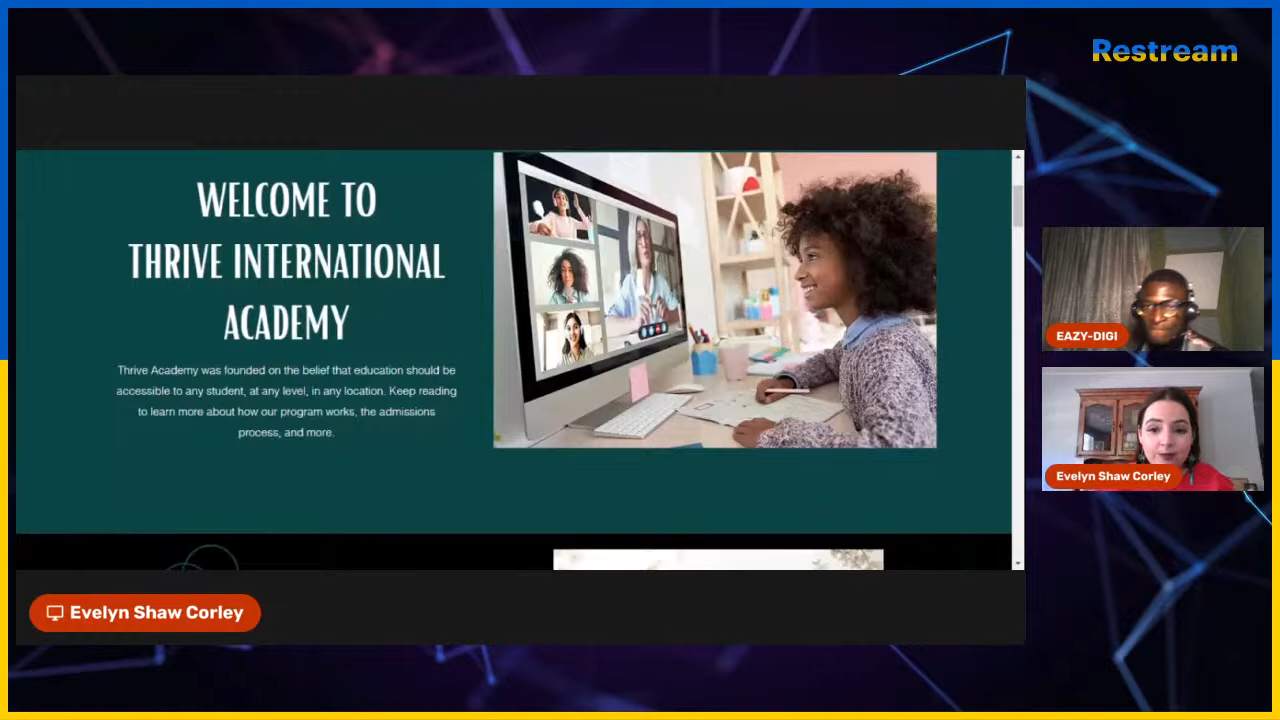 Restream
WELCOME TO
THRIVE INTERNATIONAL
ACADEMY
Thrive Academy was founded on the belief that education should be
accessible to any student, at any level, in any location. Keep reading
to learn more about how our program works, the admissions
process, and more.
EAZY-DIGI
Evelyn Shaw Corley
Evelyn Shaw Corley